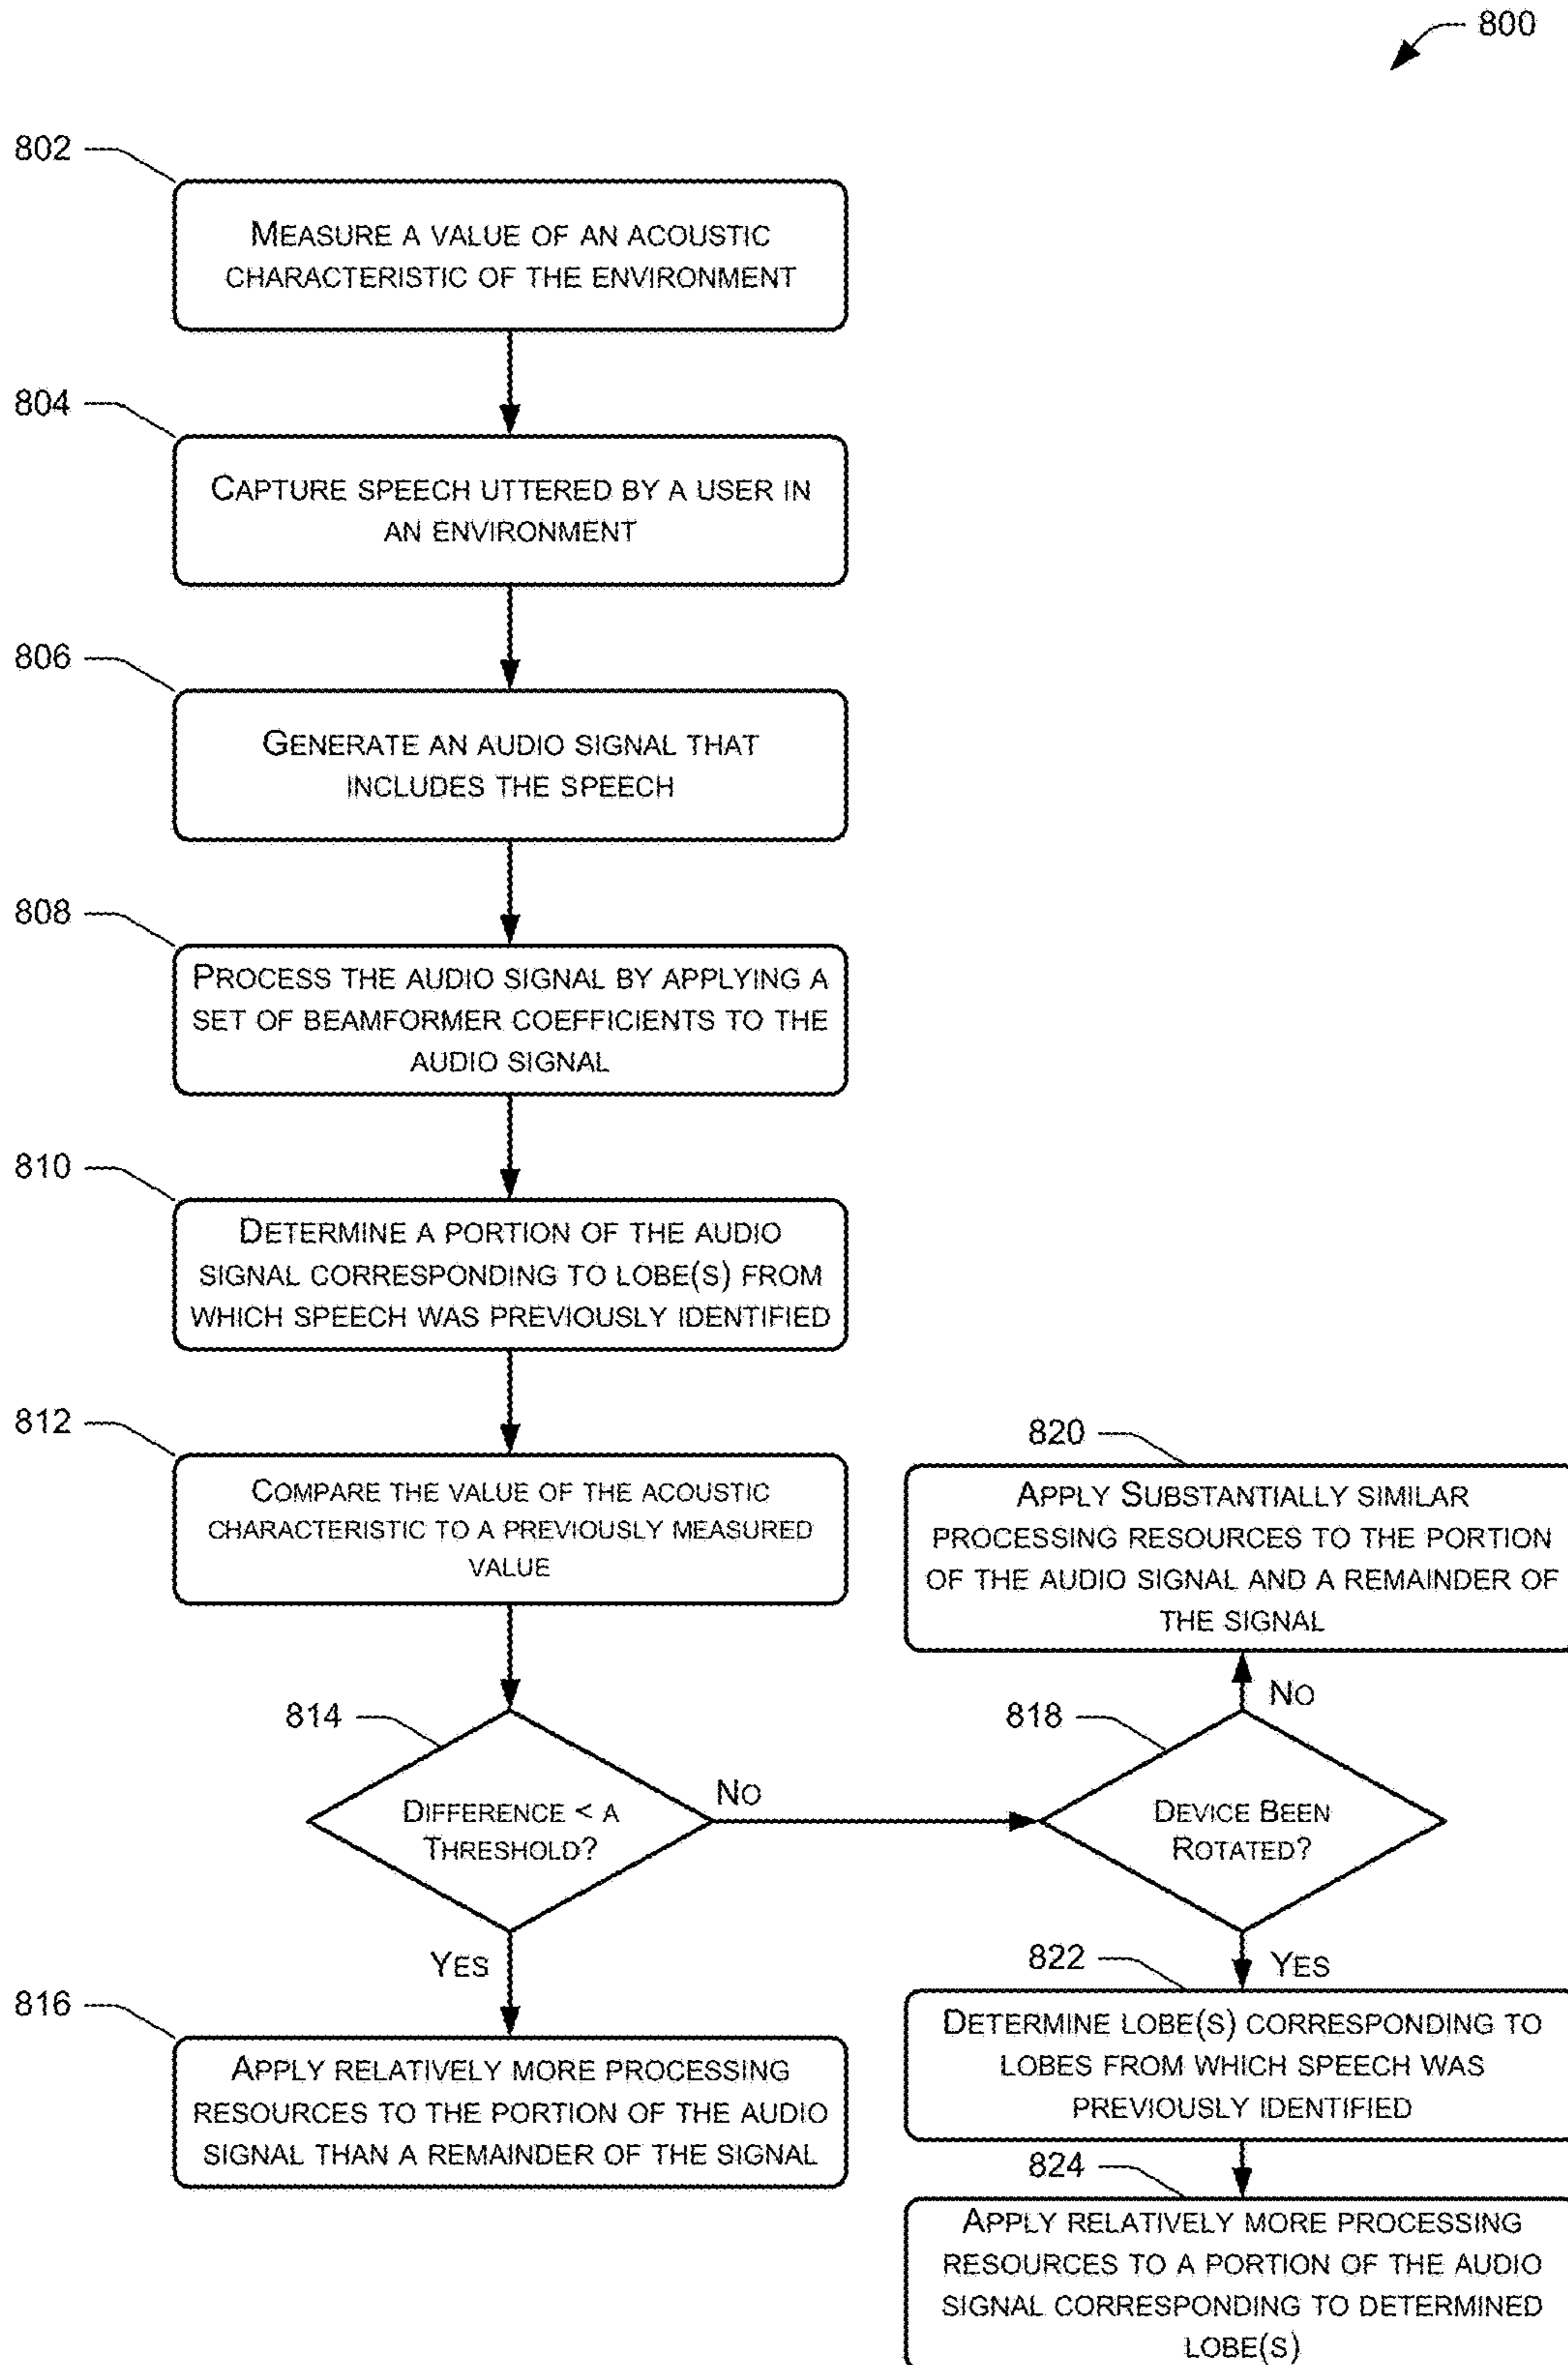 800
802
MEASURE A VALUE OF AN ACOUSTIC
CHARACTERISTIC OF THE ENVIRONMENT
804
CAPTURE SPEECH UTTERED BY A USER IN
AN ENVIRONMENT
806
GENERATE AN AUDIO SIGNAL THAT
INCLUDES THE SPEECH
808
PROCESS THE AUDIO SIGNAL BY APPLYING A
SET OF BEAMFORMER COEFFICIENTS TO THE
AUDIO SIGNAL
810
DETERMINE A PORTION OF THE AUDIO
SIGNAL CORRESPONDING TO LOBE(S) FROM
WHICH SPEECH WAS PREVIOUSLY IDENTIFIED
812
COMPARE THE VALUE OF THE ACOUSTIC
CHARACTERISTIC TO A PREVIOUSLY MEASURED
VALUE
814
DIFFERENCE < A
THRESHOLD?
NO
YES
816
APPLY RELATIVELY MORE PROCESSING
RESOURCES TO THE PORTION OF THE AUDIO
SIGNAL THAN A REMAINDER OF THE SIGNAL
820
APPLY SUBSTANTIALLY SIMILAR
PROCESSING RESOURCES TO THE PORTION
OF THE AUDIO SIGNAL AND A REMAINDER OF
THE SIGNAL
NO
818
DEVICE BEEN
ROTATED?
YES
822
DETERMINE LOBE(S) CORRESPONDING TO
LOBES FROM WHICH SPEECH WAS
PREVIOUSLY IDENTIFIED
824
APPLY RELATIVELY MORE PROCESSING
RESOURCES TO A PORTION OF THE AUDIO
SIGNAL CORRESPONDING TO DETERMINED
LOBE(S)